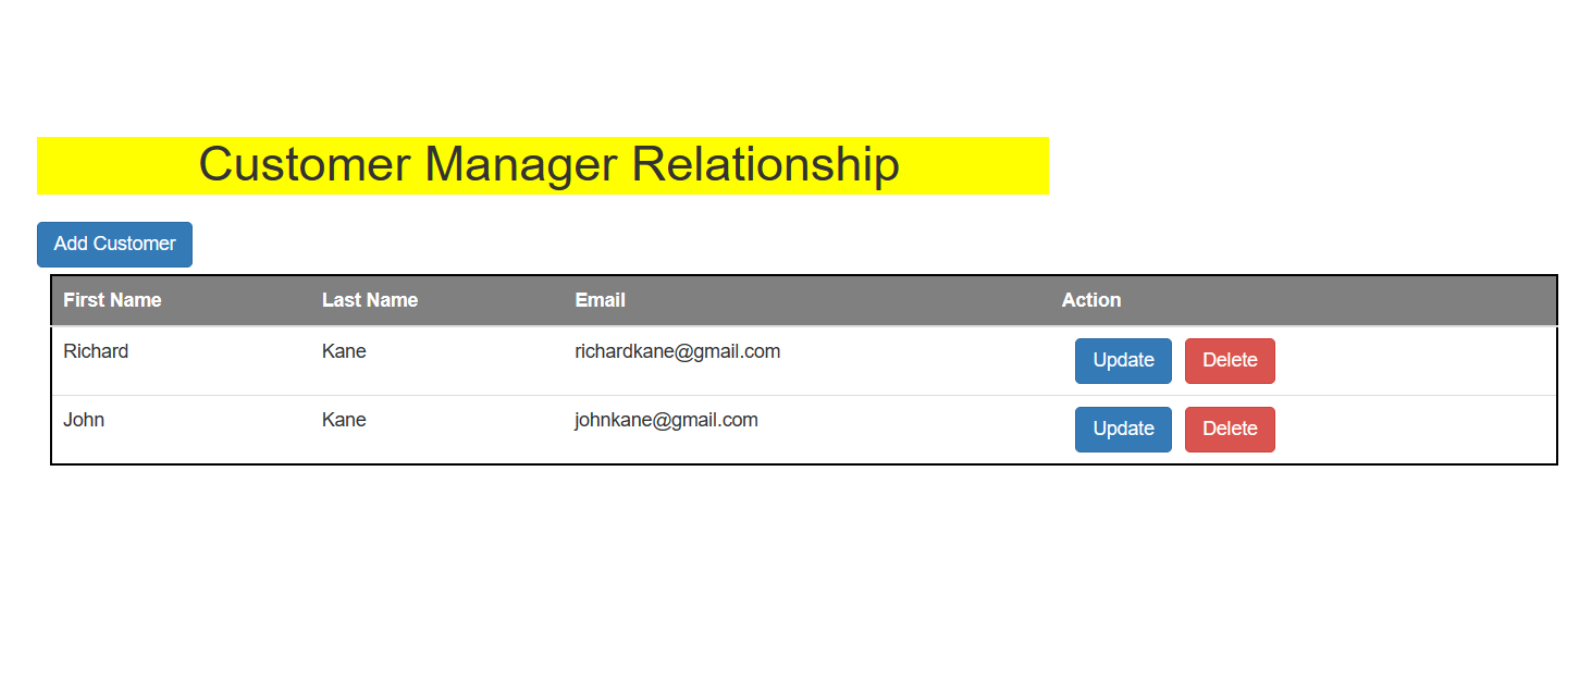 Customer Manager Relationship
Add Customer
First Name Last Name Email Action
Richard Kane richardkane@gmail.com Update Delete
John Kane johnkane@gmail.com Update Delete